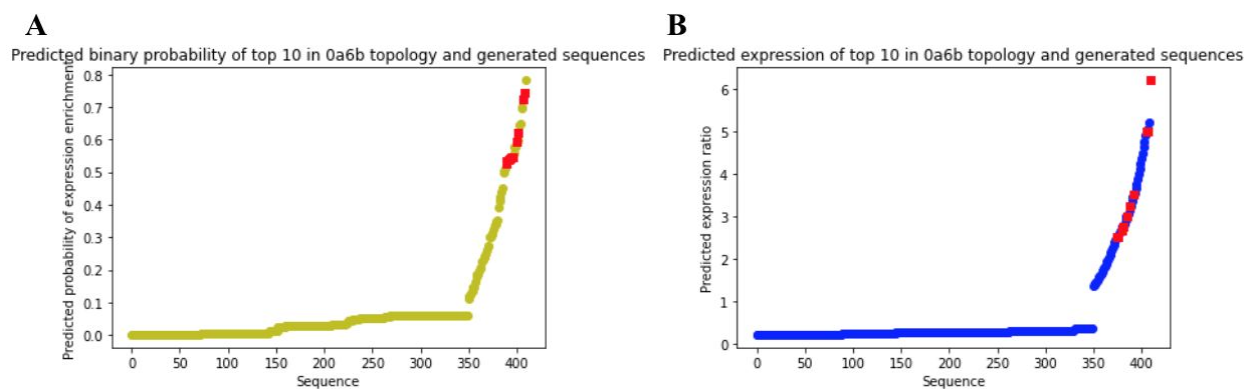 A
Predicted binary probability of top 10 in 0a6b topology and generated sequences
Predicted probability of expression enrichment
0.8
0.7
0.6
0.5
0.4
0.3
0.2
0.1
0.0
0 50 100 150 200 250 300 350 400
Sequence
B
Predicted expression of top 10 in 0a6b topology and generated sequences
Predicted expression ratio
6
5
4
3
2
1
0
0 50 100 150 200 250 300 350 400
Sequence